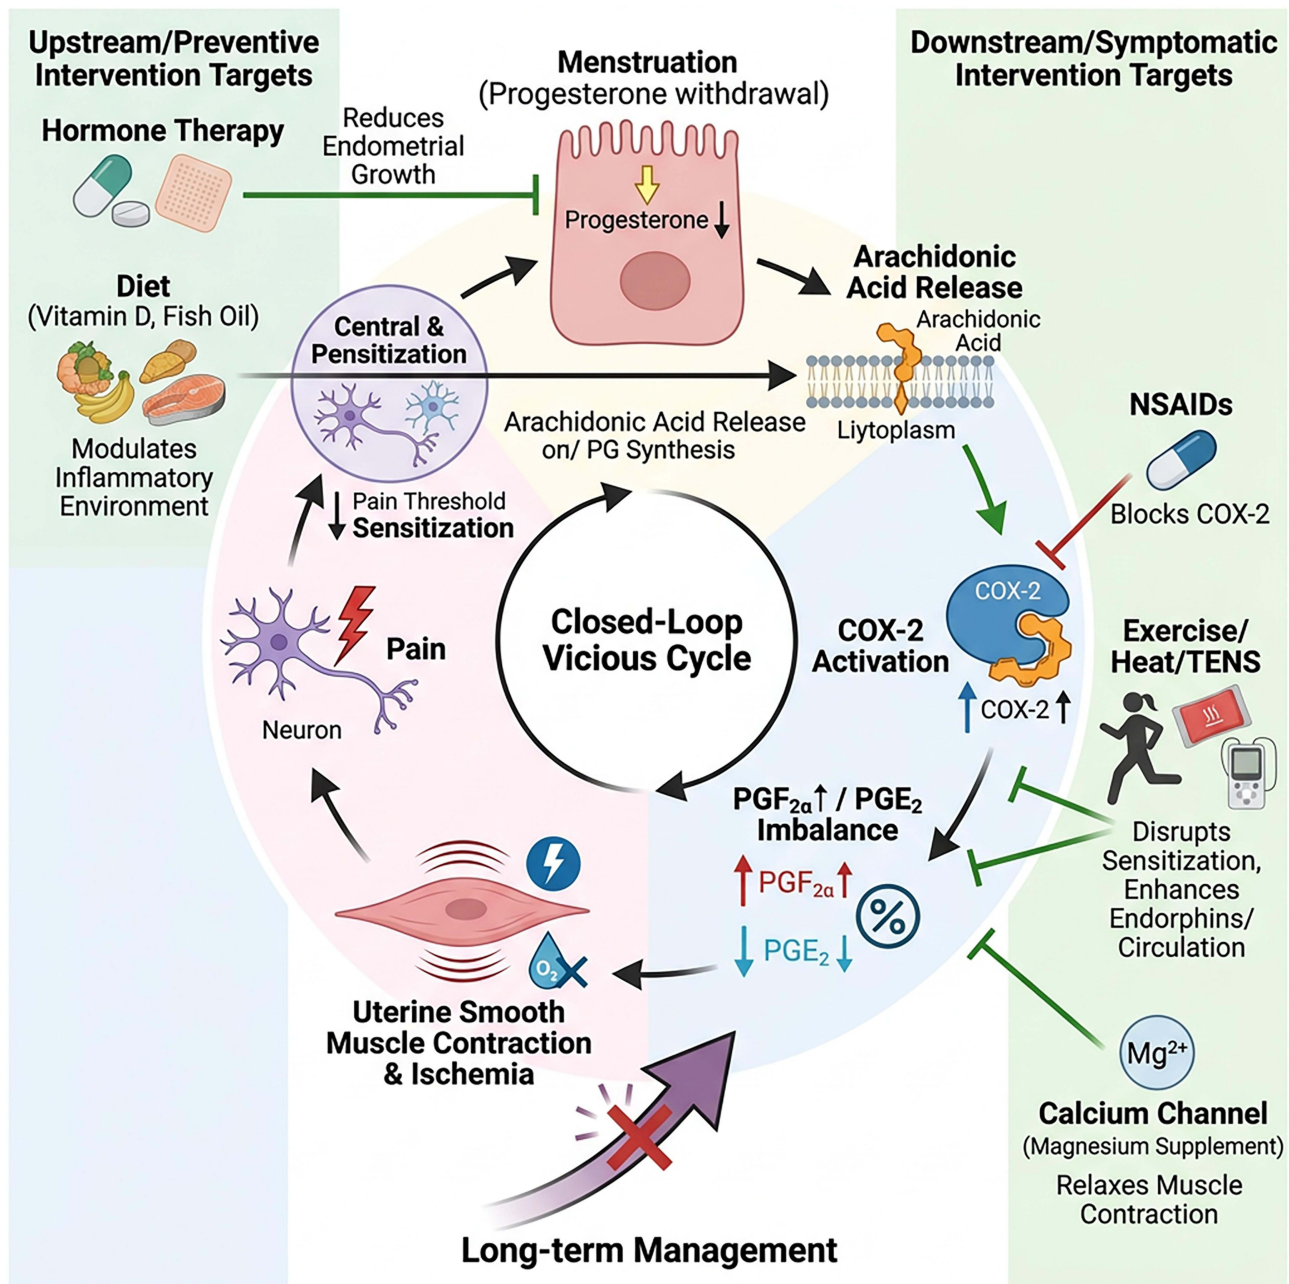 Upstream/Preventive
Intervention Targets
Hormone Therapy
Reduces
Endometrial
Growth
Diet
(Vitamin D, Fish Oil)
Modulates
Inflammatory
Environment
Menstruation
(Progesterone withdrawal)
Progesterone ↓
Downstream/Symptomatic
Intervention Targets
Arachidonic
Acid Release
Arachidonic
Acid
Liytoplasm
Central &
Pensitization
Arachidonic Acid Release
on/ PG Synthesis
↓ Pain Threshold
Sensitization
NSAIDs
Blocks COX-2
COX-2
COX-2
Activation
↑ COX-2 ↑
Closed-Loop
Vicious Cycle
Pain
Neuron
Exercise/
Heat/TENS
Disrupts
Sensitization,
Enhances
Endorphins/
Circulation
PGF₂α↑ / PGE₂
Imbalance
↑ PGF₂α ↑
↓ PGE₂ ↓
%
O₂
Uterine Smooth
Muscle Contraction
& Ischemia
Mg²⁺
Calcium Channel
(Magnesium Supplement)
Relaxes Muscle
Contraction
Long-term Management